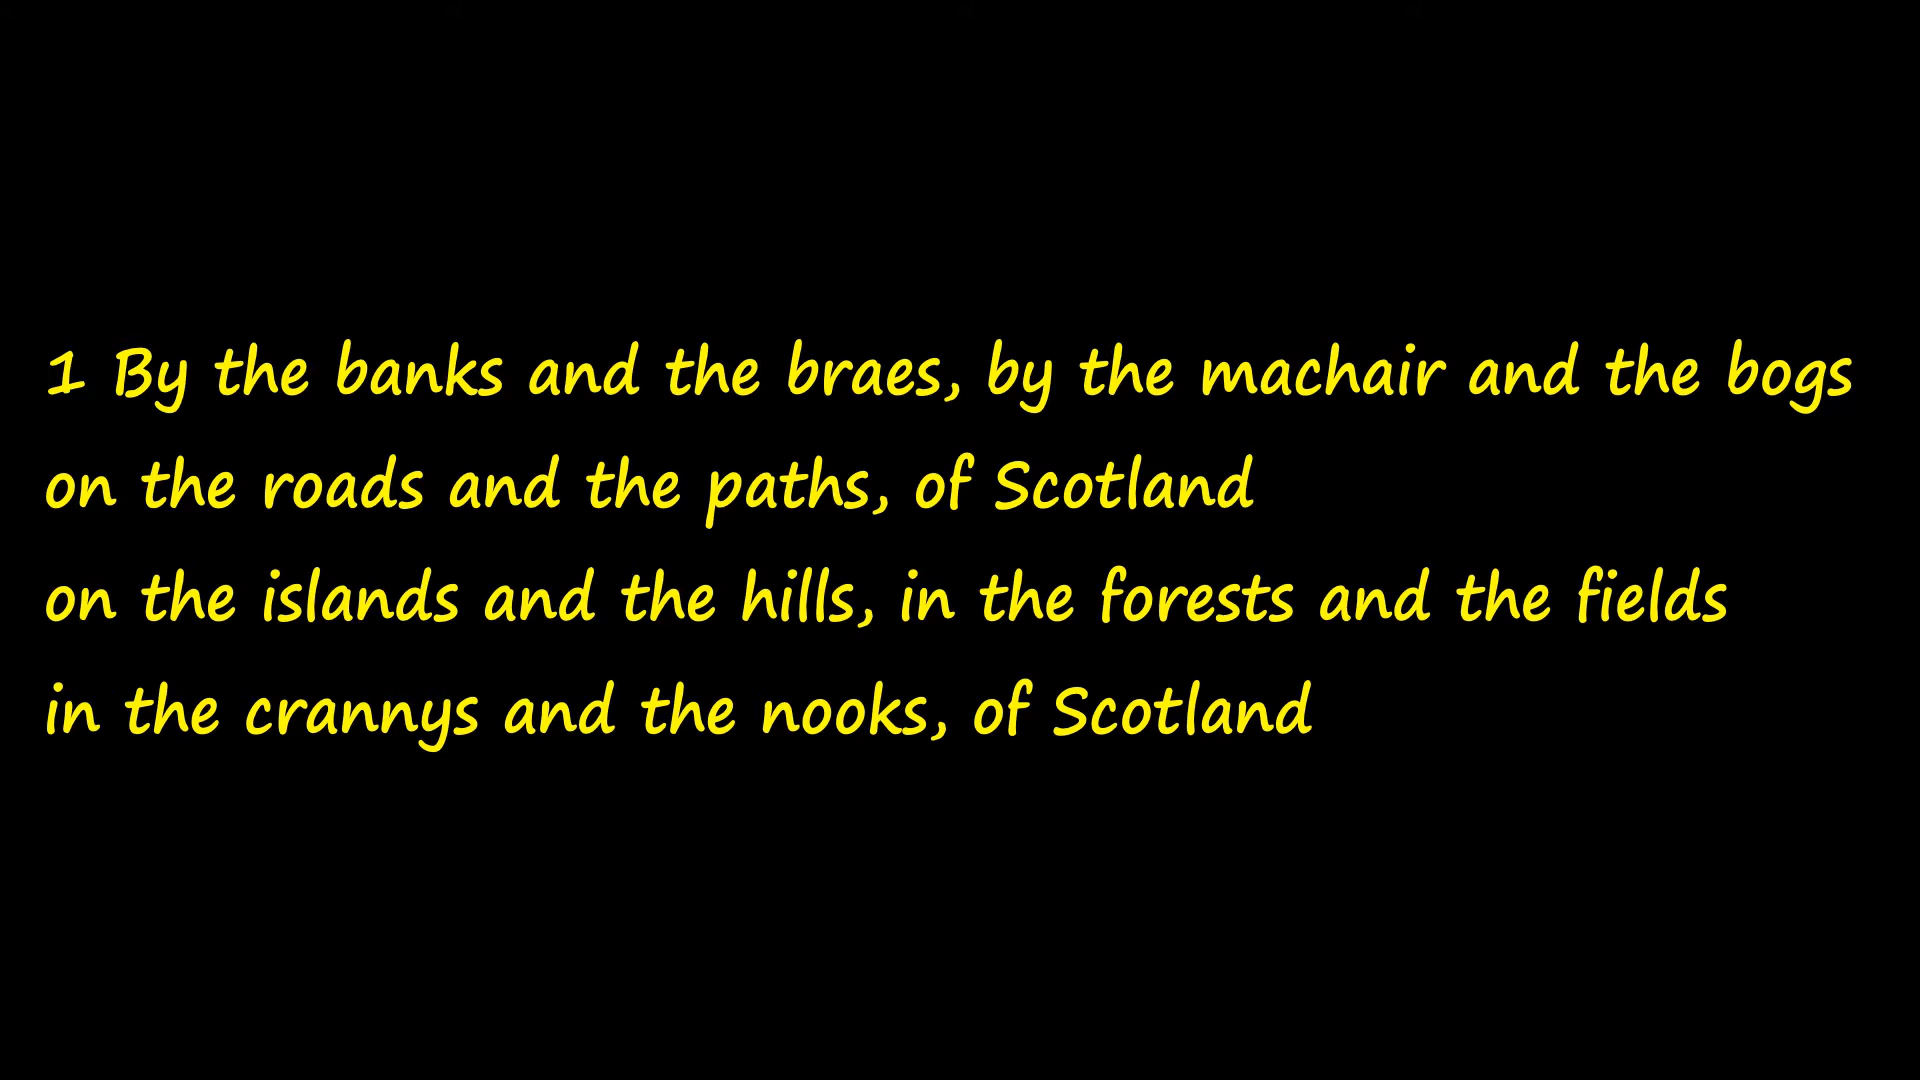 1 By the banks and the braes, by the machair and the bogs
on the roads and the paths, of Scotland
on the islands and the hills, in the forests and the fields
in the crannys and the nooks, of Scotland